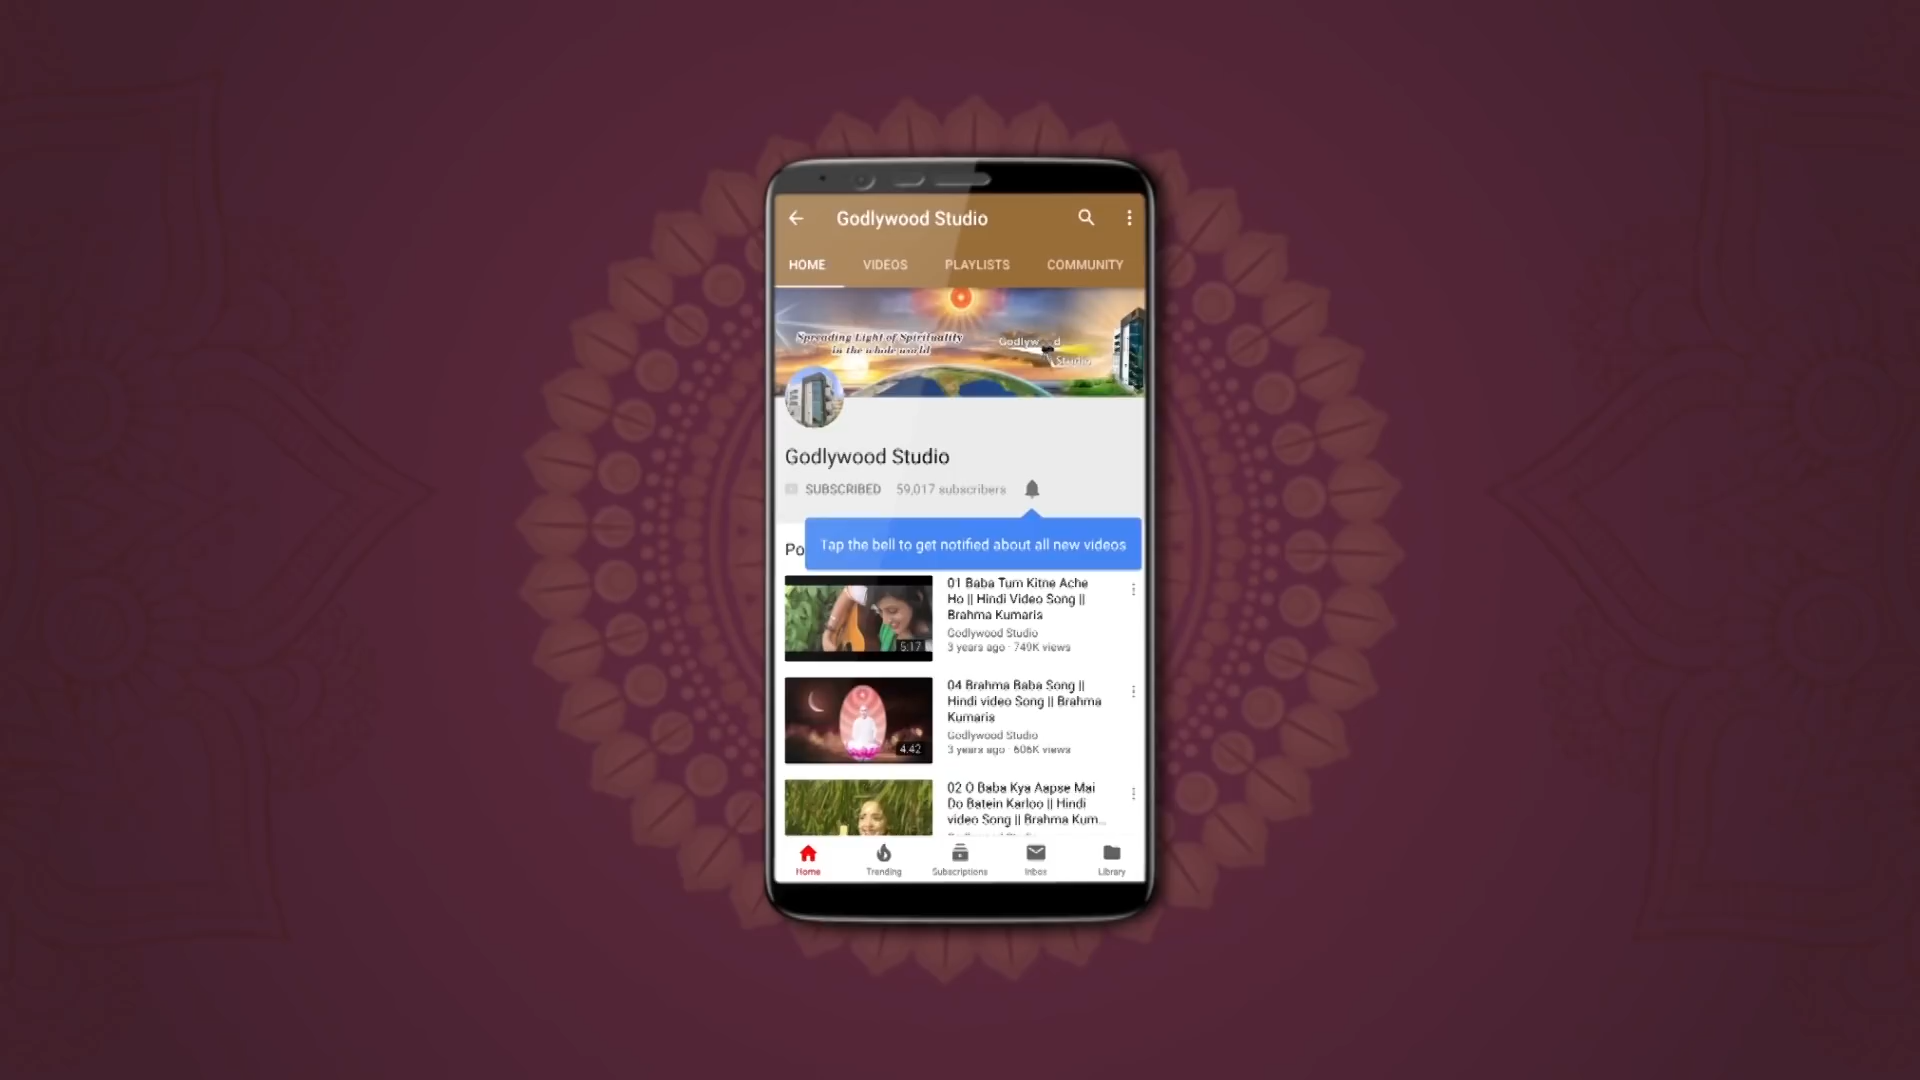 Godlywood Studio
HOME VIDEOS PLAYLISTS COMMUNITY
Spreading Light of Spirituality
in the whole world
Godlyw d
Studio
Godlywood Studio
SUBSCRIBED 59,017 subscribers
Po
Tap the bell to get notified about all new videos
01 Baba Tum Kitne Ache
Ho || Hindi Video Song ||
Brahma Kumaris
Godlywood Studio
3 years ago · 749K views
5:17
04 Brahma Baba Song ||
Hindi video Song || Brahma
Kumaris
Godlywood Studio
3 years ago · 606K views
4:42
02 O Baba Kya Aapse Mai
Do Batein Karloo || Hindi
video Song || Brahma Kum...
Home Trending Subscriptions Inbox Library